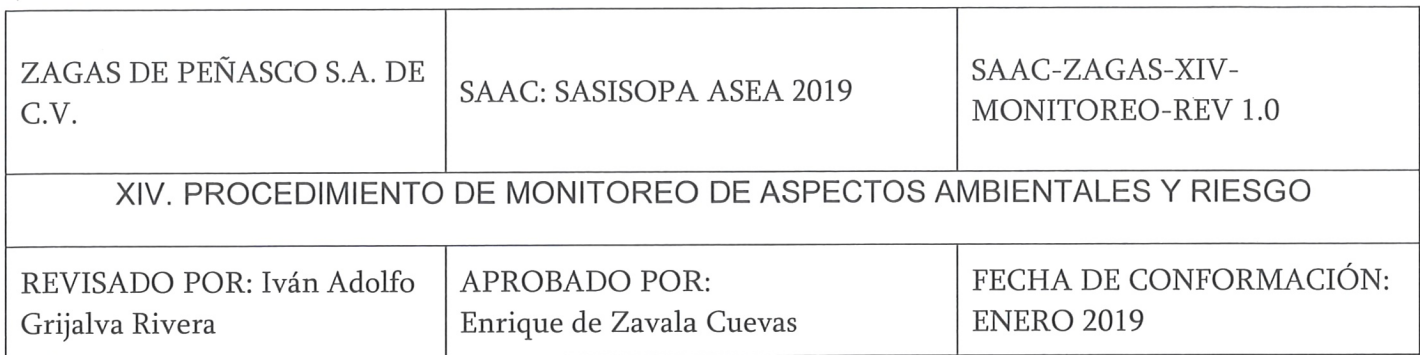 ZAGAS DE PEÑASCO S.A. DE
C.V.
SAAC: SASISOPA ASEA 2019
SAAC-ZAGAS-XIV-
MONITOREO-REV 1.0
XIV. PROCEDIMIENTO DE MONITOREO DE ASPECTOS AMBIENTALES Y RIESGO
REVISADO POR: Iván Adolfo
Grijalva Rivera
APROBADO POR:
Enrique de Zavala Cuevas
FECHA DE CONFORMACIÓN:
ENERO 2019